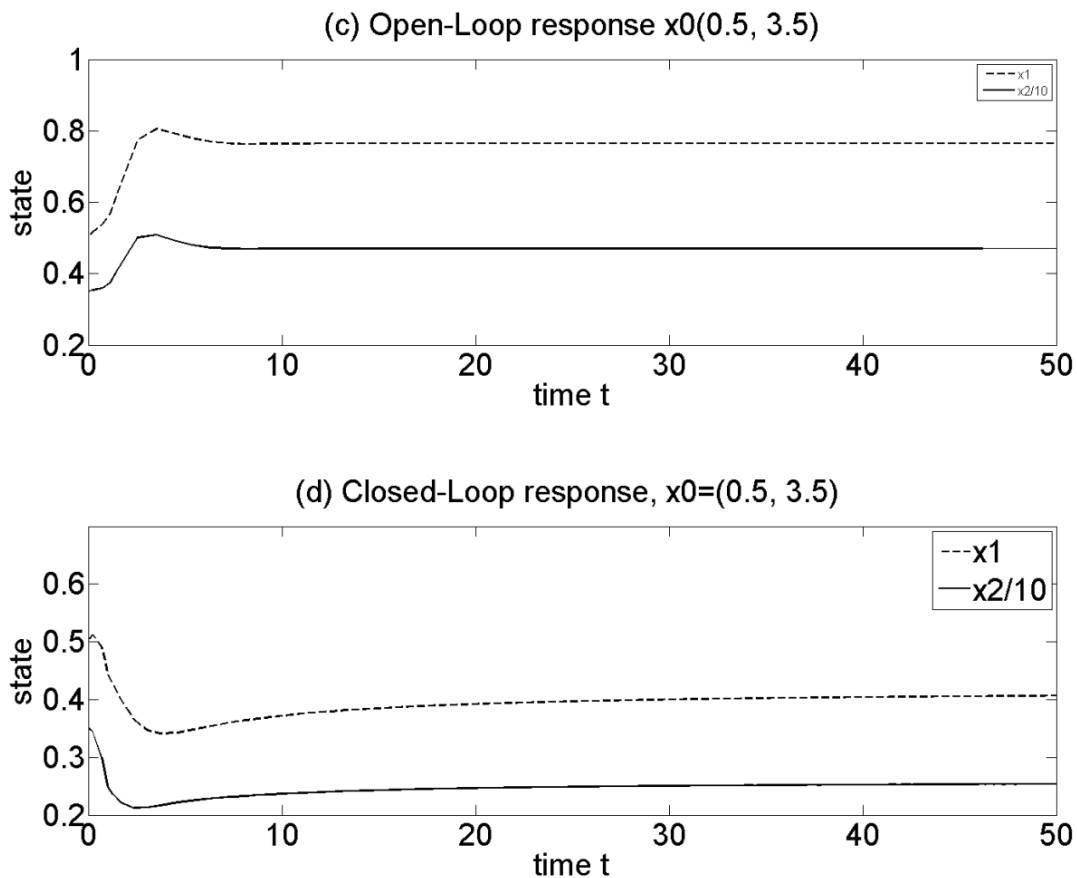 (c) Open-Loop response x0(0.5, 3.5)
1
0.8
0.6
0.4
0.2
state
x1
x2/10
0 10 20 30 40 50
time t
(d) Closed-Loop response, x0=(0.5, 3.5)
0.6
0.5
0.4
0.3
0.2
state
x1
x2/10
0 10 20 30 40 50
time t